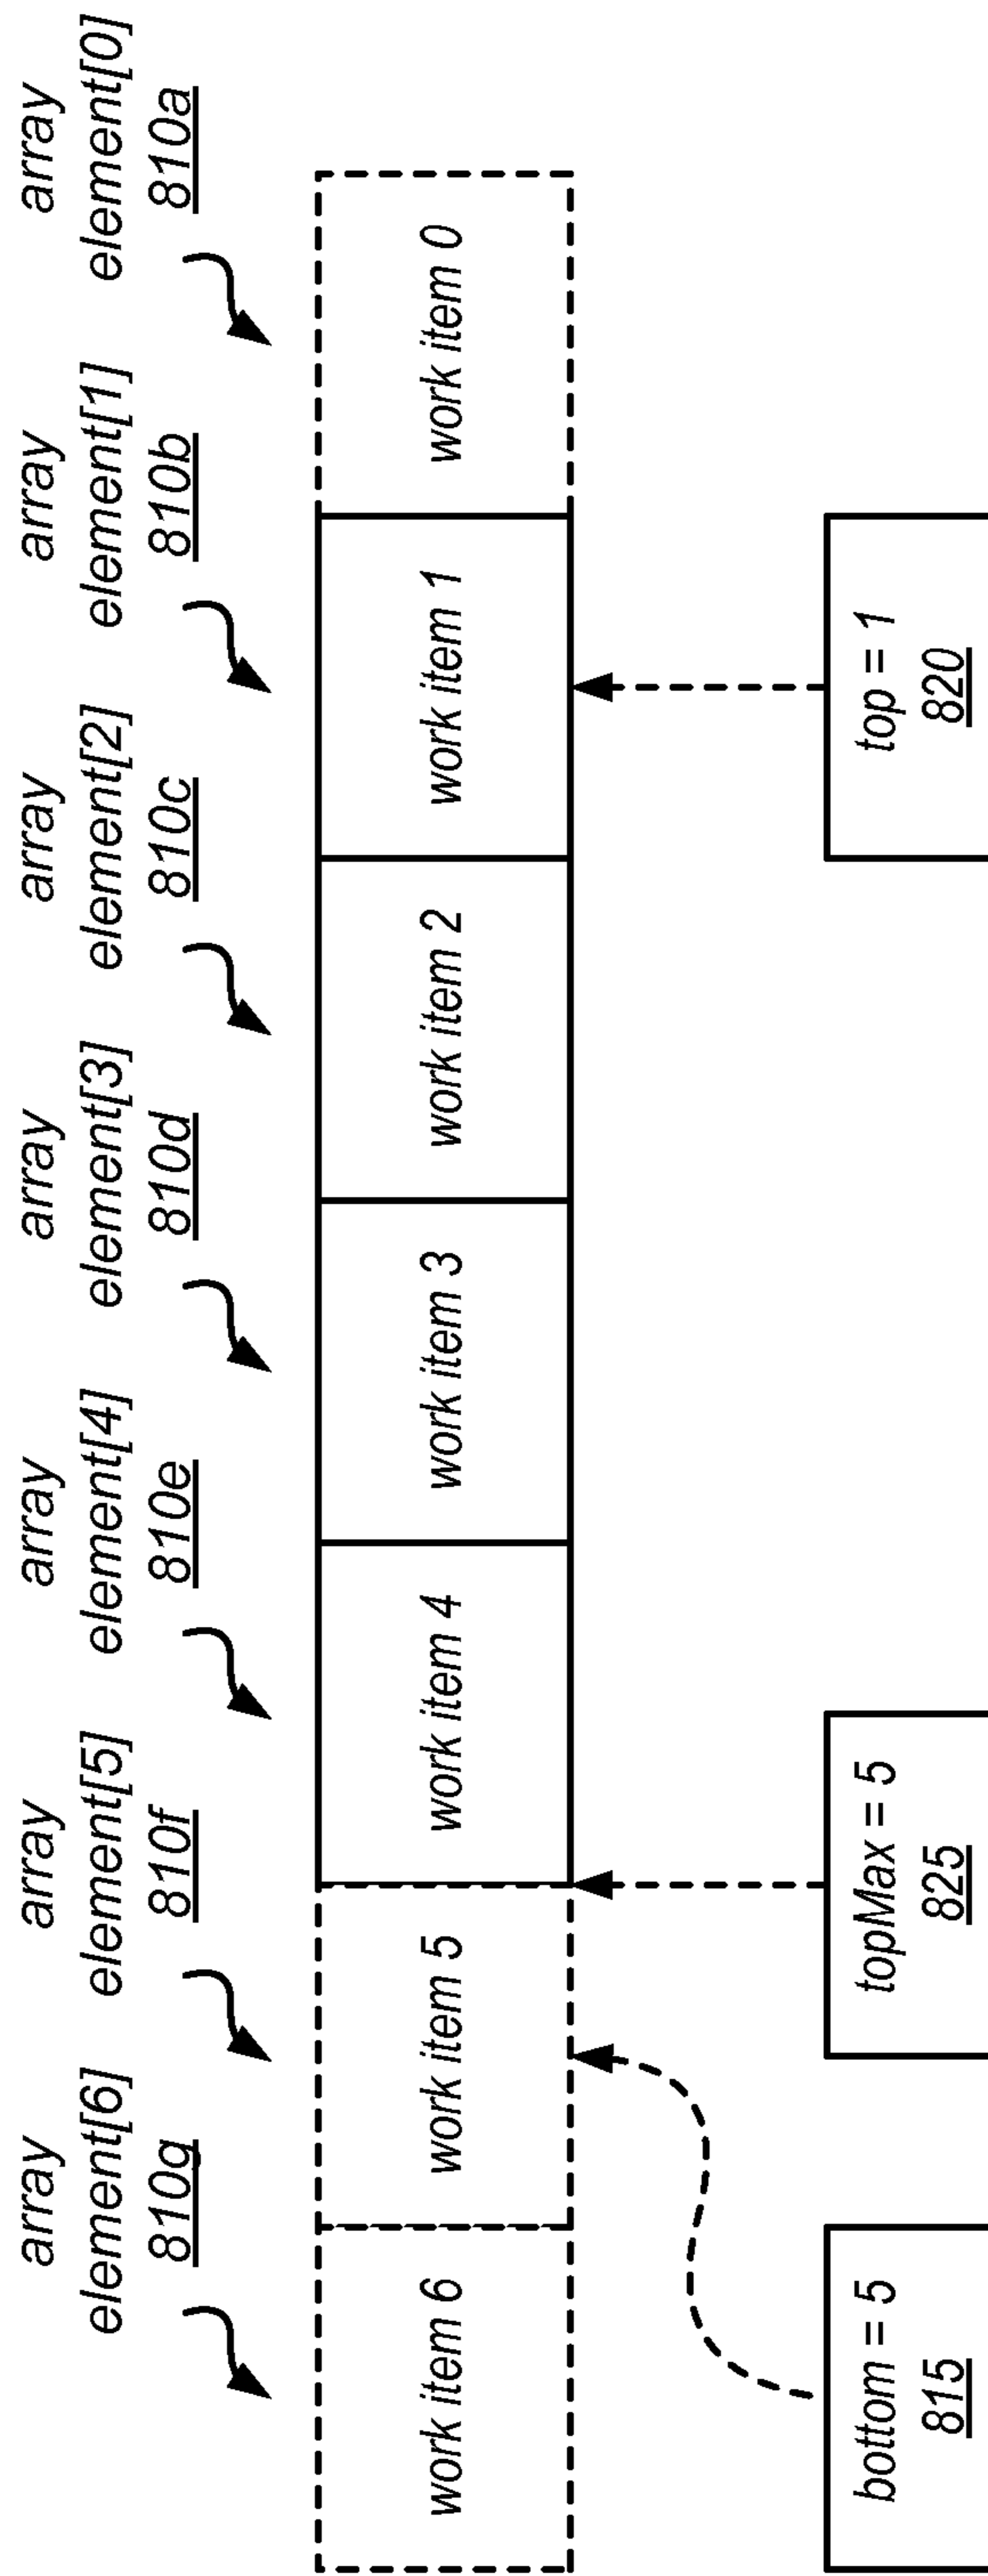 array
element[6]
810g
array
element[5]
810f
array
element[4]
810e
array
element[3]
810d
array
element[2]
810c
array
element[1]
810b
array
element[0]
810a
work item 6
work item 5
work item 4
work item 3
work item 2
work item 1
work item 0
bottom = 5
815
topMax = 5
825
top = 1
820